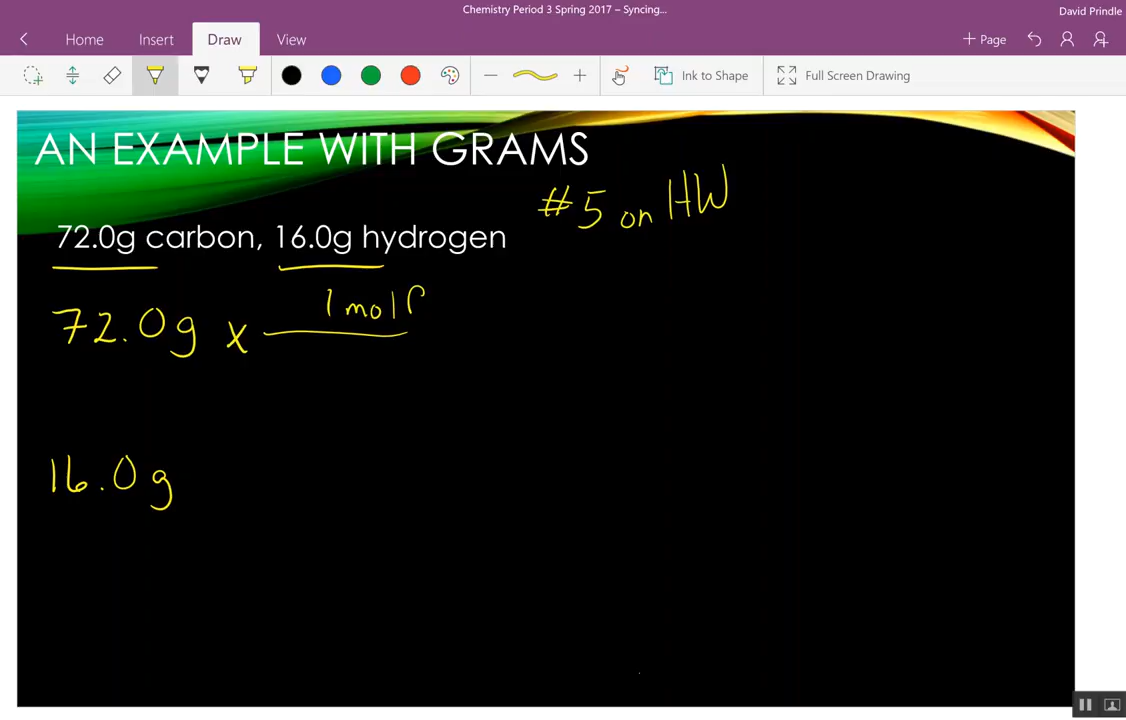 Chemistry Period 3 Spring 2017 – Syncing...
David Prindle
Home Insert Draw View
Page
Ink to Shape Full Screen Drawing
AN EXAMPLE WITH GRAMS
#5 on HW
72.0g carbon, 16.0g hydrogen
1 mol
72.0g x
16.0g